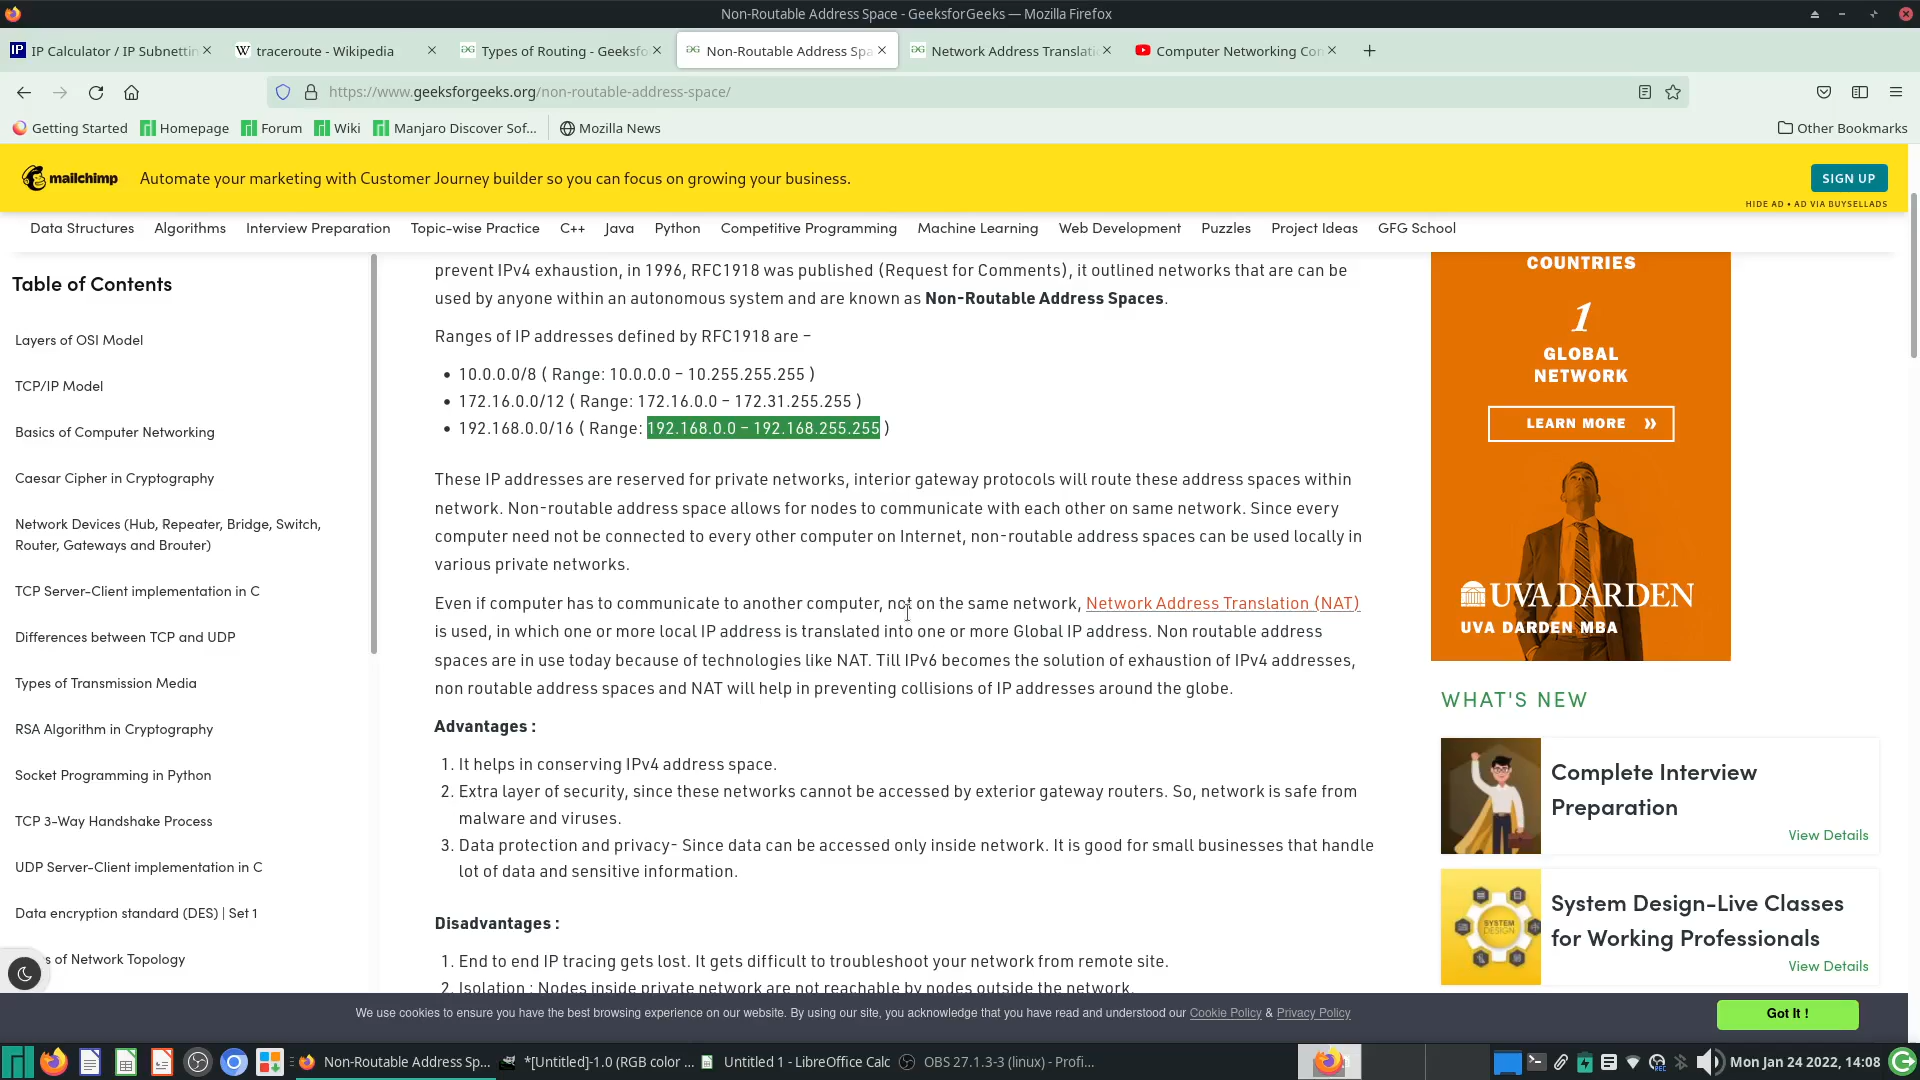 Non-Routable Address Space - GeeksforGeeks — Mozilla Firefox
IP Calculator / IP Subnettin
traceroute - Wikipedia
Types of Routing - Geeksfo
Non-Routable Address Spa
Network Address Translati
Computer Networking Con
https://www.geeksforgeeks.org/non-routable-address-space/
Getting Started
Homepage
Forum
Wiki
Manjaro Discover Sof...
Mozilla News
Other Bookmarks
mailchimp
Automate your marketing with Customer Journey builder so you can focus on growing your business.
SIGN UP
HIDE AD • AD VIA BUYSELLADS
Data Structures
Algorithms
Interview Preparation
Topic-wise Practice
C++
Java
Python
Competitive Programming
Machine Learning
Web Development
Puzzles
Project Ideas
GFG School
Table of Contents
Layers of OSI Model
TCP/IP Model
Basics of Computer Networking
Caesar Cipher in Cryptography
Network Devices (Hub, Repeater, Bridge, Switch,
Router, Gateways and Brouter)
TCP Server-Client implementation in C
Differences between TCP and UDP
Types of Transmission Media
RSA Algorithm in Cryptography
Socket Programming in Python
TCP 3-Way Handshake Process
UDP Server-Client implementation in C
Data encryption standard (DES) | Set 1
s of Network Topology
prevent IPv4 exhaustion, in 1996, RFC1918 was published (Request for Comments), it outlined networks that are can be
used by anyone within an autonomous system and are known as Non-Routable Address Spaces.
Ranges of IP addresses defined by RFC1918 are –
• 10.0.0.0/8 ( Range: 10.0.0.0 – 10.255.255.255 )
• 172.16.0.0/12 ( Range: 172.16.0.0 – 172.31.255.255 )
• 192.168.0.0/16 ( Range: 192.168.0.0 – 192.168.255.255 )
These IP addresses are reserved for private networks, interior gateway protocols will route these address spaces within
network. Non-routable address space allows for nodes to communicate with each other on same network. Since every
computer need not be connected to every other computer on Internet, non-routable address spaces can be used locally in
various private networks.
Even if computer has to communicate to another computer, not on the same network, Network Address Translation (NAT)
is used, in which one or more local IP address is translated into one or more Global IP address. Non routable address
spaces are in use today because of technologies like NAT. Till IPv6 becomes the solution of exhaustion of IPv4 addresses,
non routable address spaces and NAT will help in preventing collisions of IP addresses around the globe.
Advantages :
1. It helps in conserving IPv4 address space.
2. Extra layer of security, since these networks cannot be accessed by exterior gateway routers. So, network is safe from
malware and viruses.
3. Data protection and privacy- Since data can be accessed only inside network. It is good for small businesses that handle
lot of data and sensitive information.
Disadvantages :
1. End to end IP tracing gets lost. It gets difficult to troubleshoot your network from remote site.
2. Isolation : Nodes inside private network are not reachable by nodes outside the network.
COUNTRIES
1
GLOBAL
NETWORK
LEARN MORE »
UVA DARDEN
UVA DARDEN MBA
WHAT'S NEW
Complete Interview
Preparation
View Details
SYSTEM
DESIGN
System Design-Live Classes
for Working Professionals
View Details
We use cookies to ensure you have the best browsing experience on our website. By using our site, you acknowledge that you have read and understood our Cookie Policy & Privacy Policy
Got It !
Non-Routable Address Sp...
*[Untitled]-1.0 (RGB color ...
Untitled 1 - LibreOffice Calc
OBS 27.1.3-3 (linux) - Profi...
Mon Jan 24 2022, 14:08